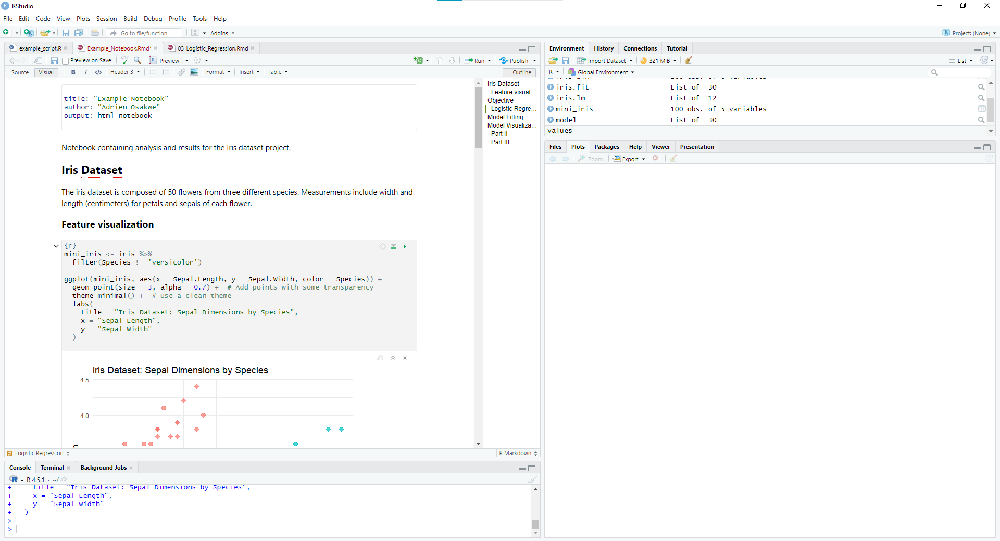 RStudio
File Edit Code View Plots Session Build Debug Profile Tools Help
Go to file/function Addins Project: (None)
example_script.R Example_Notebook.Rmd* 03-Logistic_Regression.Rmd
Preview on Save ABC Preview Run Publish
Source Visual B I </> Header 3 Format Insert Table Outline
---
title: "Example Notebook"
author: "Adrien Osakwe"
output: html_notebook
---
Notebook containing analysis and results for the Iris dataset project.
Iris Dataset
The iris dataset is composed of 50 flowers from three different species. Measurements include width and
length (centimeters) for petals and sepals of each flower.
Feature visualization
{r}
mini_iris <- iris %>%
filter(Species != 'versicolor')
ggplot(mini_iris, aes(x = Sepal.Length, y = Sepal.Width, color = Species)) +
geom_point(size = 3, alpha = 0.7) + # Add points with some transparency
theme_minimal() + # Use a clean theme
labs(
title = "Iris Dataset: Sepal Dimensions by Species",
x = "Sepal Length",
y = "Sepal Width"
)
Iris Dataset: Sepal Dimensions by Species
4.5
4.0
Iris Dataset
Feature visual...
Objective
Logistic Regre...
Model Fitting
Model Visualiza...
Part II
Part III
Logistic Regression R Markdown
Console Terminal Background Jobs
R 4.5.1 · ~/
+ title = "Iris Dataset: Sepal Dimensions by Species",
+ x = "Sepal Length",
+ y = "Sepal Width"
+ )
>
>
Environment History Connections Tutorial
Import Dataset 321 MiB List
R Global Environment
iris.fit List of 30
iris.lm List of 12
mini_iris 100 obs. of 5 variables
model List of 30
Values
Files Plots Packages Help Viewer Presentation
Zoom Export